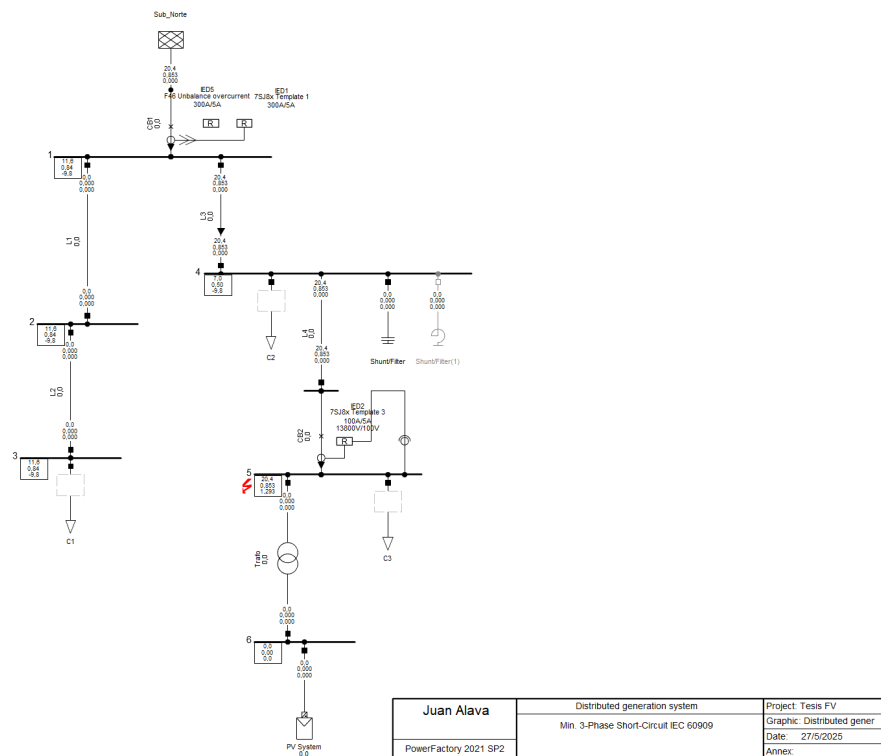 Sub_Norte
20,4
0,853
0,000
IED5
F46 Unbalance overcurrent
300A/5A
IED1
7SJ8x Template 1
300A/5A
R
R
CB1
0,0
1
11,6
0,84
-9,8
0,0
0,000
0,000
20,4
0,853
0,000
L1
0,0
L3
0,0
20,4
0,853
0,000
4
7,0
0,50
-9,8
20,4
0,853
0,000
0,0
0,000
0,000
0,0
0,000
0,000
C2
L4
0,0
Shunt/Filter
Shunt/Filter(1)
0,0
0,000
0,000
2
11,6
0,84
-9,8
0,0
0,000
0,000
20,4
0,853
0,000
L2
0,0
IED2
7SJ8x Template 3
100A/5A
13800V/100V
R
CB2
0,0
0,0
0,000
0,000
3
11,6
0,84
-9,8
C1
5
20,4
0,853
1,293
0,0
0,000
0,000
C3
Trafo
0,0
0,0
0,000
0,000
6
0,0
0,00
0,0
0,0
0,000
0,000
PV System
0,0
Juan Alava
PowerFactory 2021 SP2
Distributed generation system
Min. 3-Phase Short-Circuit IEC 60909
Project: Tesis FV
Graphic: Distributed gener
Date: 27/5/2025
Annex: